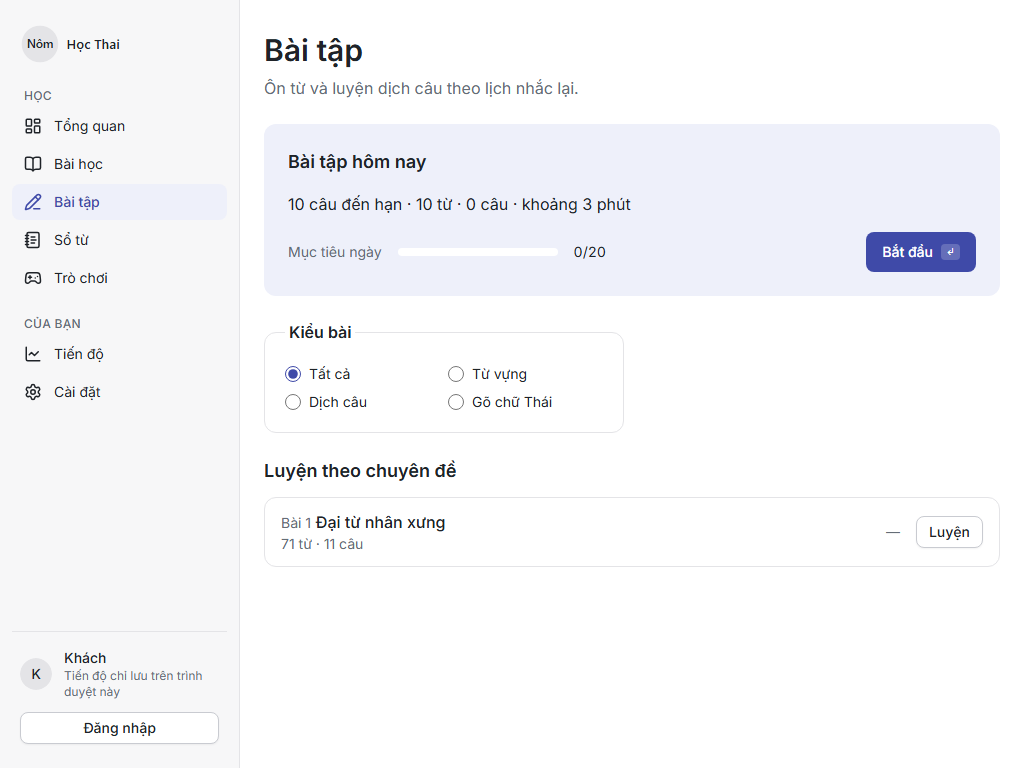 Nôm
Học Thai
HỌC
Tổng quan
Bài học
Bài tập
Sổ từ
Trò chơi
CỦA BẠN
Tiến độ
Cài đặt
K
Khách
Tiến độ chỉ lưu trên trình
duyệt này
Đăng nhập
Bài tập
Ôn từ và luyện dịch câu theo lịch nhắc lại.
Bài tập hôm nay
10 câu đến hạn · 10 từ · 0 câu · khoảng 3 phút
Mục tiêu ngày 0/20
Bắt đầu ↵
Kiểu bài
Tất cả
Từ vựng
Dịch câu
Gõ chữ Thái
Luyện theo chuyên đề
Bài 1 Đại từ nhân xưng
71 từ · 11 câu
—
Luyện